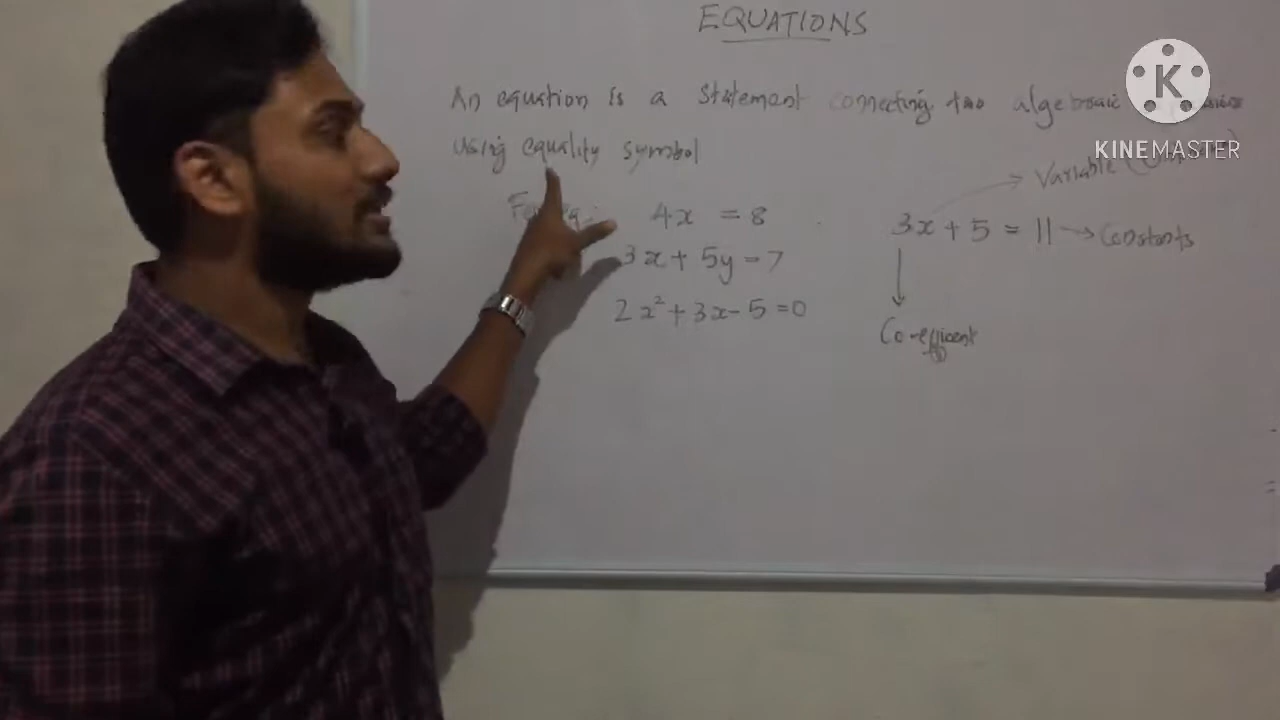 EQUATIONS
An equation is a statement connecting two algebraic
using equality symbol
For eg:-
4x = 8
3x + 5y = 7
2x² + 3x - 5 = 0
Variable
3x + 5 = 11 → Constants
Co-efficent
K
KINEMASTER